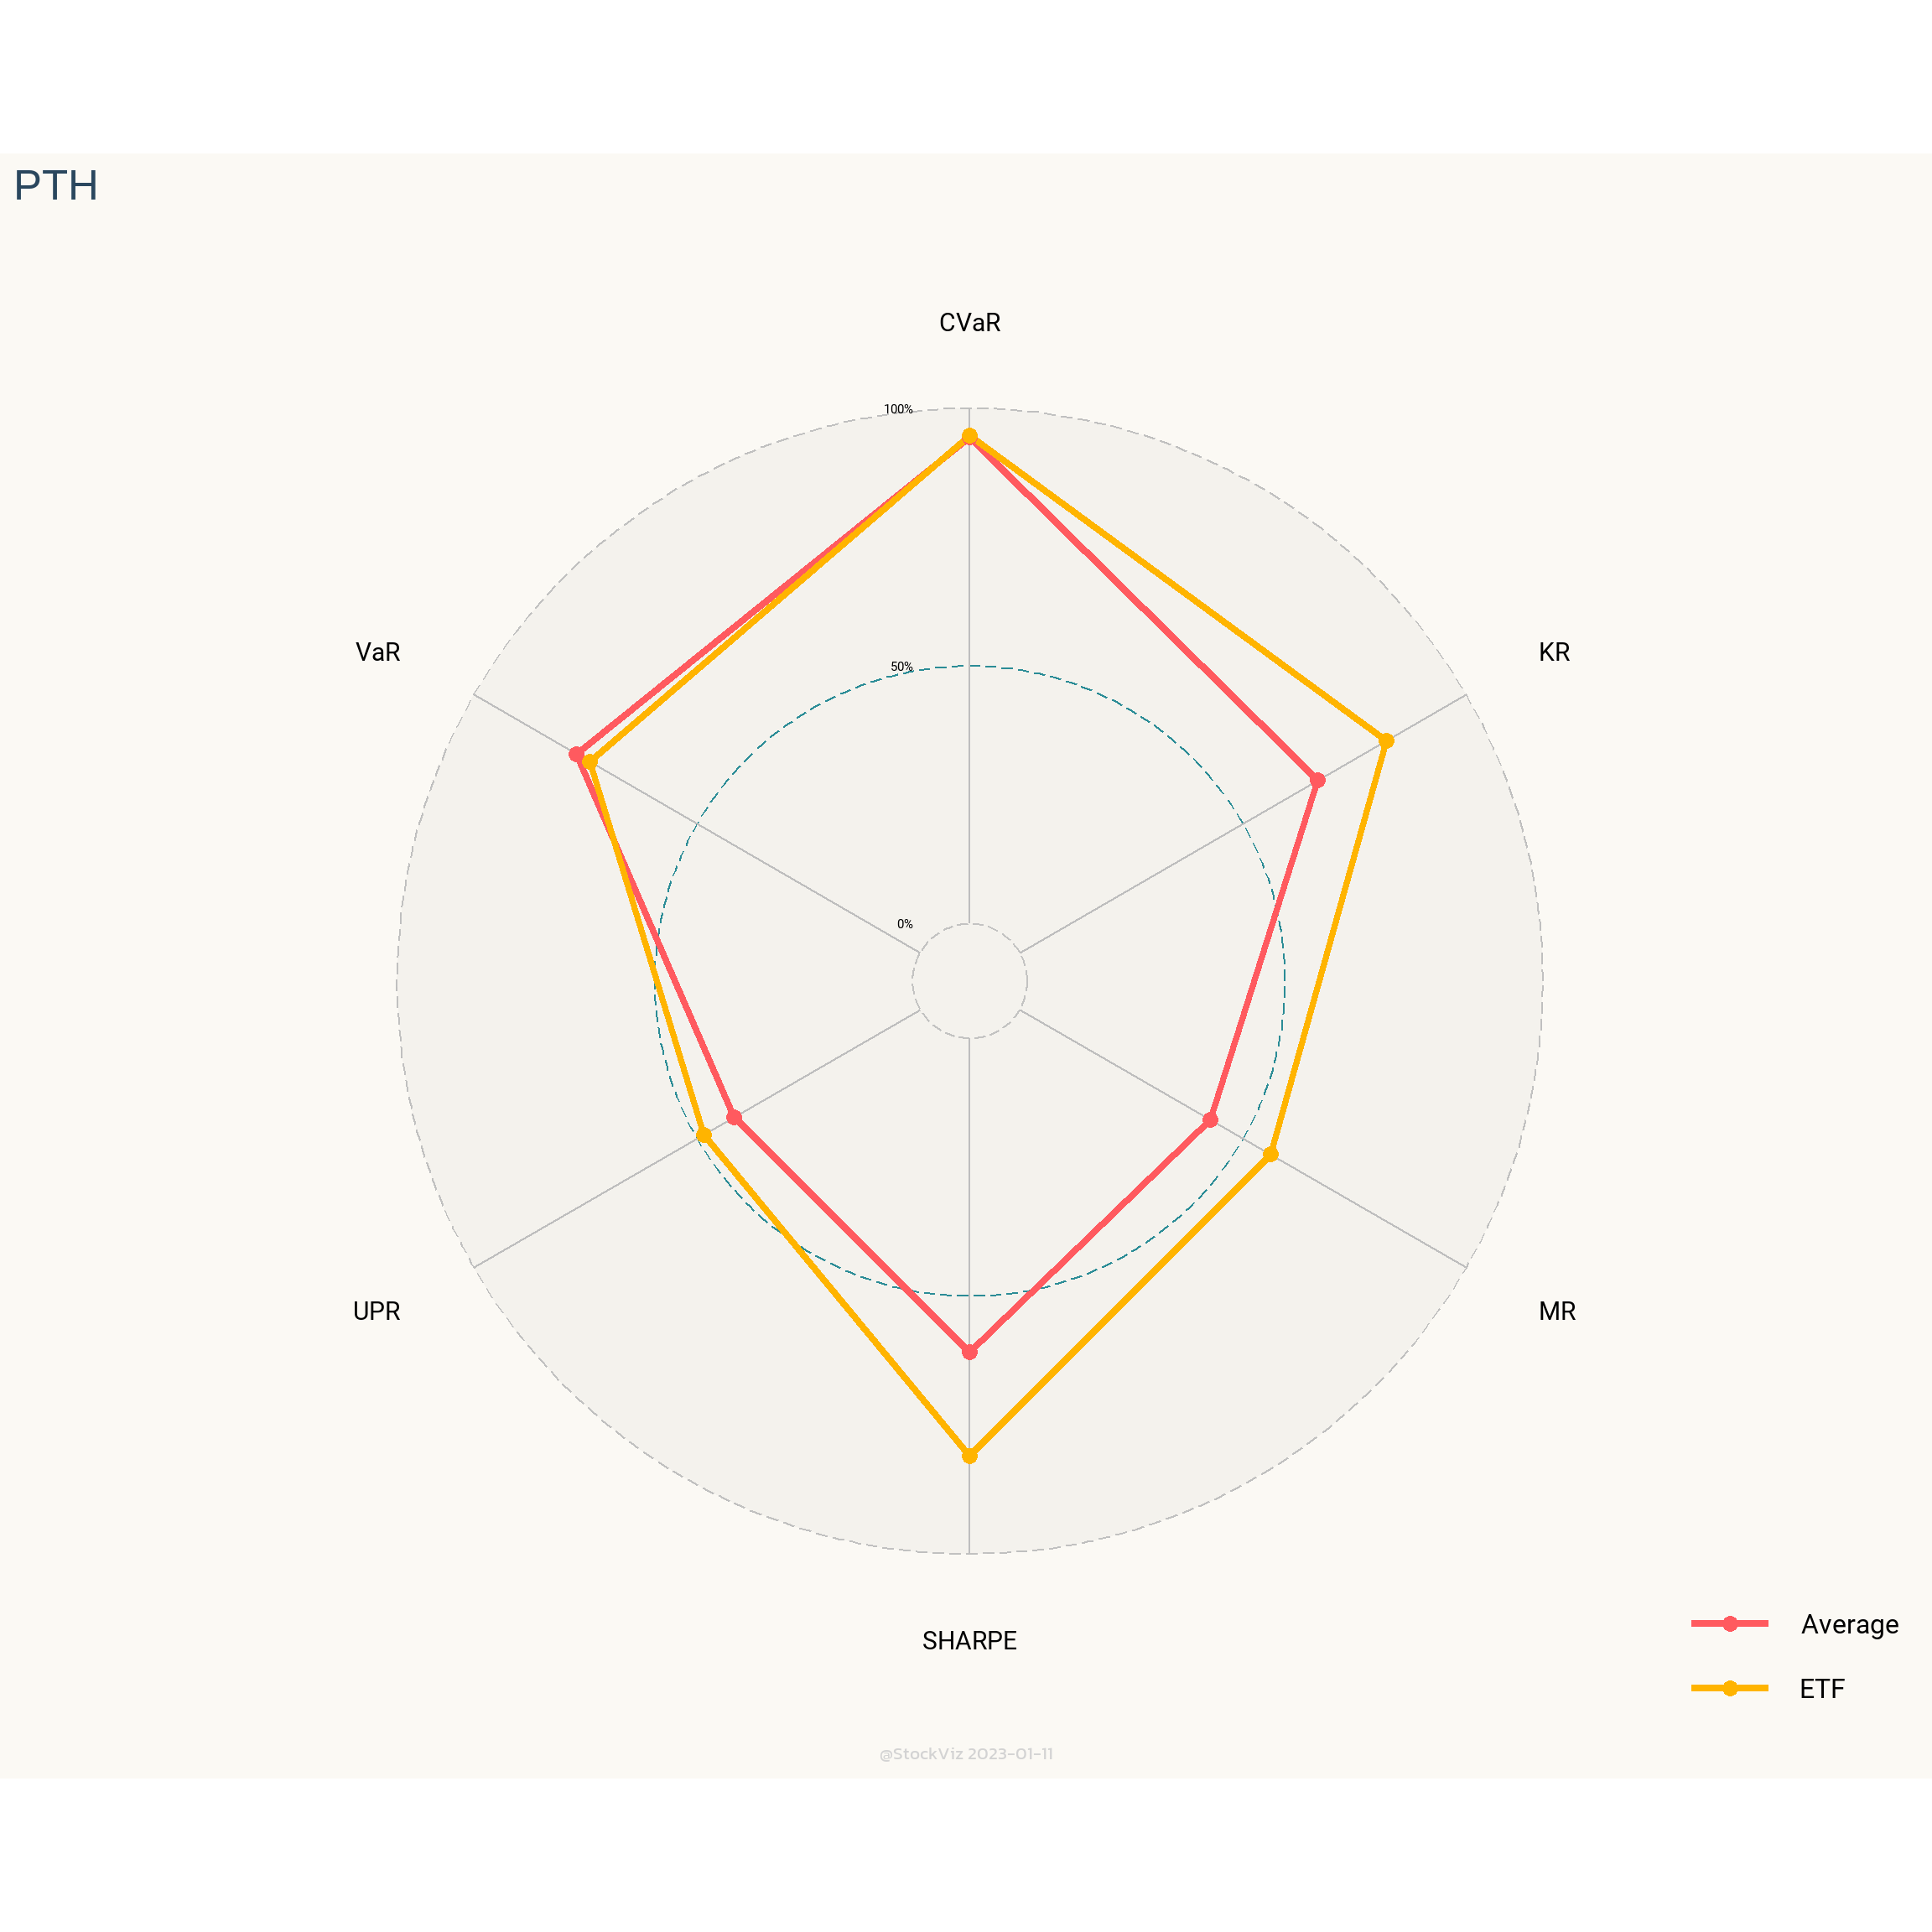 PTH
CVaR
100%
KR
VaR
50%
0%
UPR
MR
SHARPE
Average
ETF
@StockViz 2023-01-11